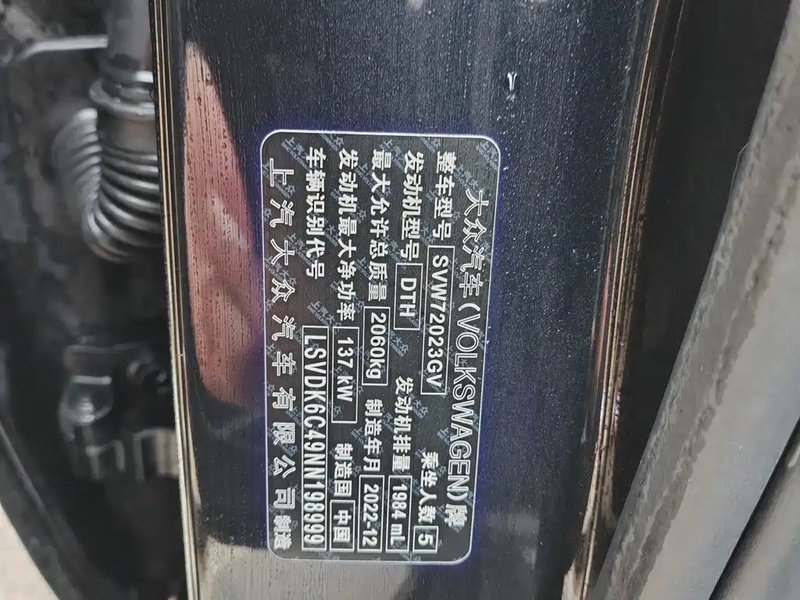 大众汽车(VOLKSWAGEN)牌
整车型号 SVW72023GV 乘坐人数 5
发动机型号 DTH 发动机排量 1984 mL
最大允许总质量 2060kg 制造年月 2022-12
发动机最大净功率 137 kW 制造国 中国
车辆识别代号 LSVDK6C49NN198999
上汽大众汽车有限公司 制造